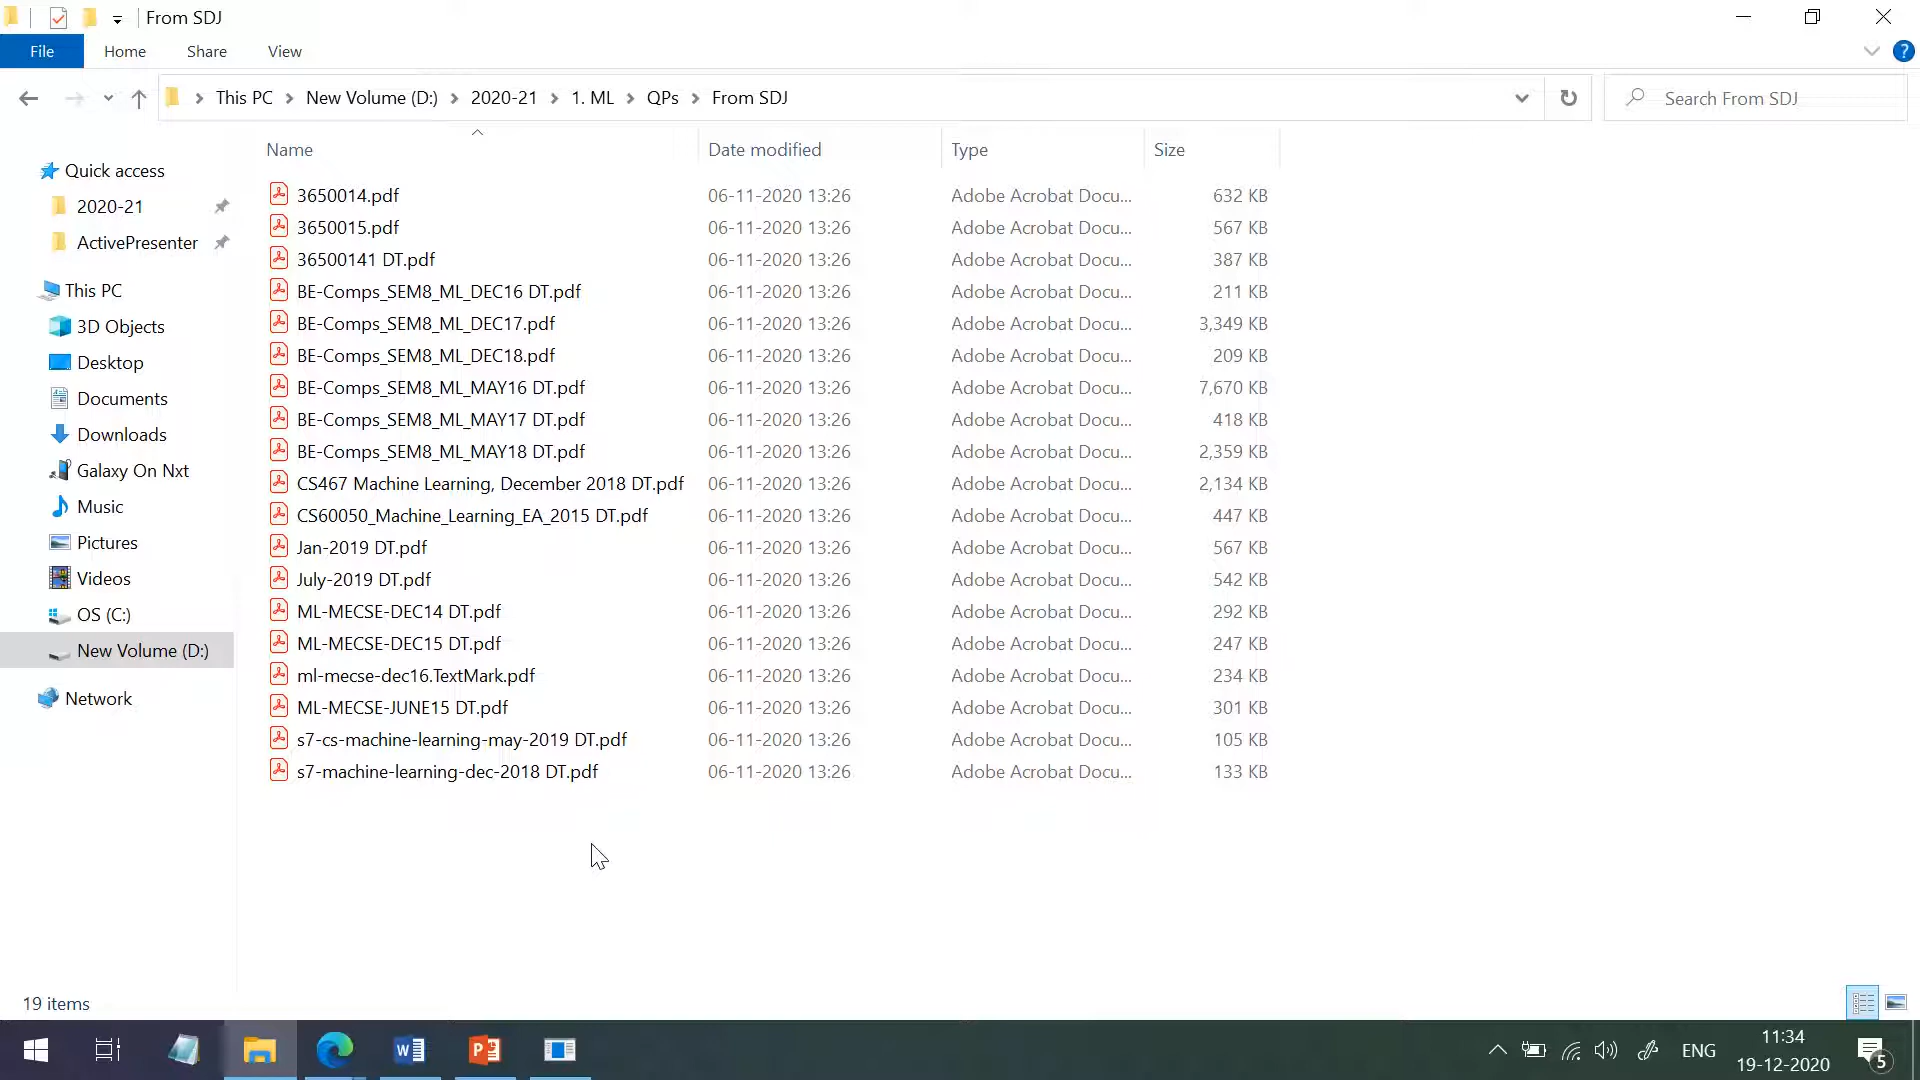 From SDJ
File Home Share View
This PC New Volume (D:) 2020-21 1. ML QPs From SDJ Search From SDJ
Name Date modified Type Size
Quick access
2020-21
ActivePresenter
This PC
3D Objects
Desktop
Documents
Downloads
Galaxy On Nxt
Music
Pictures
Videos
OS (C:)
New Volume (D:)
Network
3650014.pdf 06-11-2020 13:26 Adobe Acrobat Docu... 632 KB
3650015.pdf 06-11-2020 13:26 Adobe Acrobat Docu... 567 KB
36500141 DT.pdf 06-11-2020 13:26 Adobe Acrobat Docu... 387 KB
BE-Comps_SEM8_ML_DEC16 DT.pdf 06-11-2020 13:26 Adobe Acrobat Docu... 211 KB
BE-Comps_SEM8_ML_DEC17.pdf 06-11-2020 13:26 Adobe Acrobat Docu... 3,349 KB
BE-Comps_SEM8_ML_DEC18.pdf 06-11-2020 13:26 Adobe Acrobat Docu... 209 KB
BE-Comps_SEM8_ML_MAY16 DT.pdf 06-11-2020 13:26 Adobe Acrobat Docu... 7,670 KB
BE-Comps_SEM8_ML_MAY17 DT.pdf 06-11-2020 13:26 Adobe Acrobat Docu... 418 KB
BE-Comps_SEM8_ML_MAY18 DT.pdf 06-11-2020 13:26 Adobe Acrobat Docu... 2,359 KB
CS467 Machine Learning, December 2018 DT.pdf 06-11-2020 13:26 Adobe Acrobat Docu... 2,134 KB
CS60050_Machine_Learning_EA_2015 DT.pdf 06-11-2020 13:26 Adobe Acrobat Docu... 447 KB
Jan-2019 DT.pdf 06-11-2020 13:26 Adobe Acrobat Docu... 567 KB
July-2019 DT.pdf 06-11-2020 13:26 Adobe Acrobat Docu... 542 KB
ML-MECSE-DEC14 DT.pdf 06-11-2020 13:26 Adobe Acrobat Docu... 292 KB
ML-MECSE-DEC15 DT.pdf 06-11-2020 13:26 Adobe Acrobat Docu... 247 KB
ml-mecse-dec16.TextMark.pdf 06-11-2020 13:26 Adobe Acrobat Docu... 234 KB
ML-MECSE-JUNE15 DT.pdf 06-11-2020 13:26 Adobe Acrobat Docu... 301 KB
s7-cs-machine-learning-may-2019 DT.pdf 06-11-2020 13:26 Adobe Acrobat Docu... 105 KB
s7-machine-learning-dec-2018 DT.pdf 06-11-2020 13:26 Adobe Acrobat Docu... 133 KB
19 items
ENG 11:34
19-12-2020
5